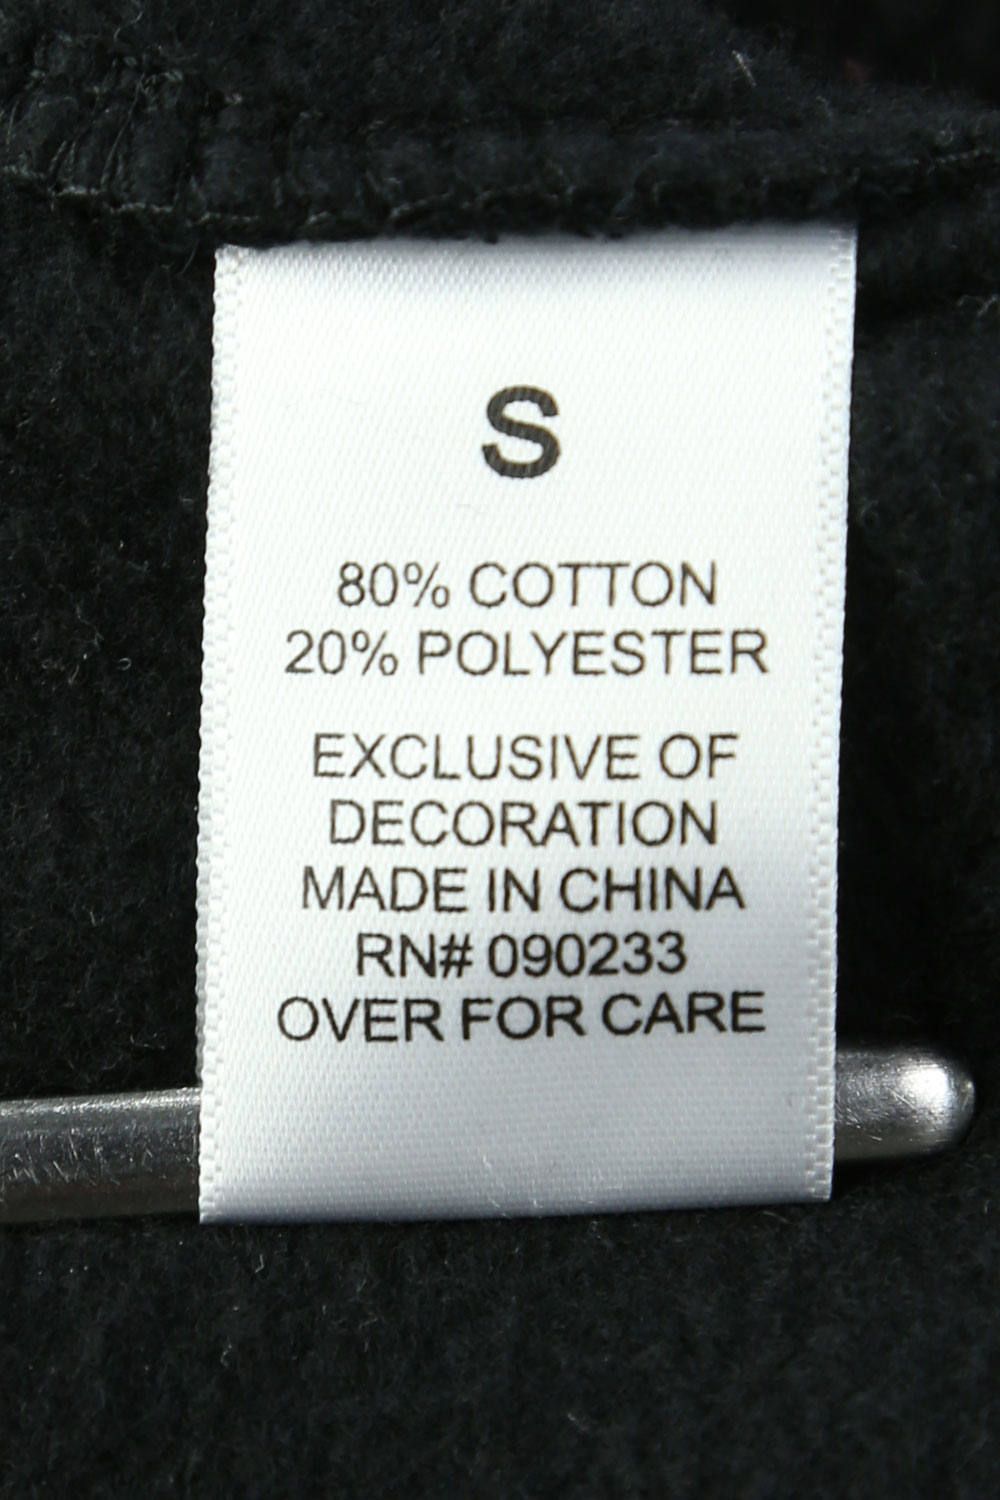 S
80% COTTON
20% POLYESTER
EXCLUSIVE OF
DECORATION
MADE IN CHINA
RN# 090233
OVER FOR CARE